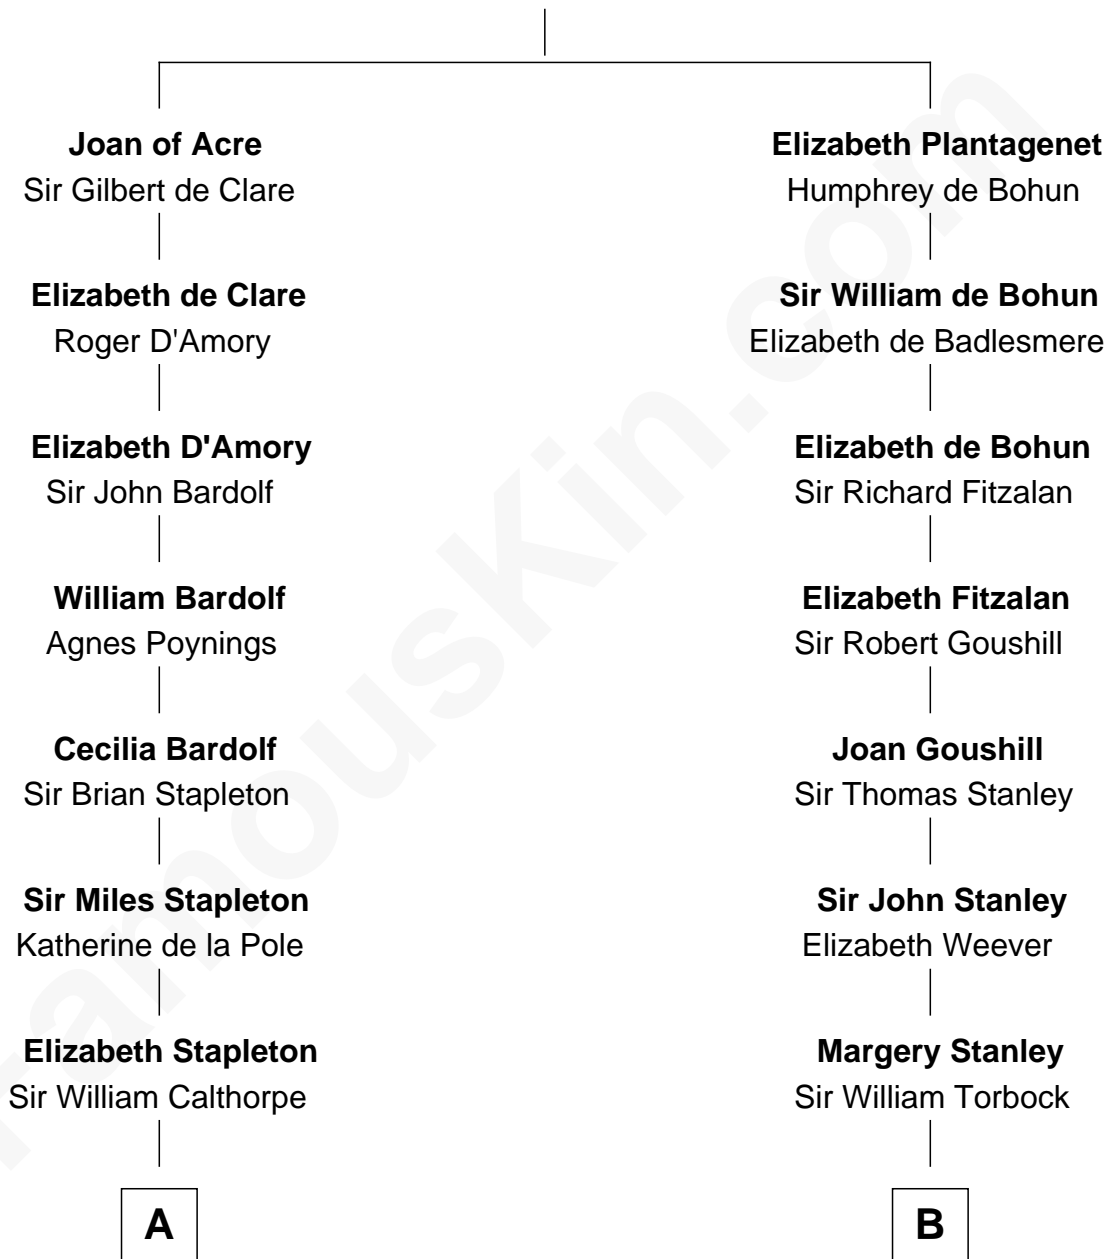 Joan of Acre
Sir Gilbert de Clare
Elizabeth de Clare
Roger D'Amory
Elizabeth D'Amory
Sir John Bardolf
William Bardolf
Agnes Poynings
Cecilia Bardolf
Sir Brian Stapleton
Sir Miles Stapleton
Katherine de la Pole
Elizabeth Stapleton
Sir William Calthorpe
A
Elizabeth Plantagenet
Humphrey de Bohun
Sir William de Bohun
Elizabeth de Badlesmere
Elizabeth de Bohun
Sir Richard Fitzalan
Elizabeth Fitzalan
Sir Robert Goushill
Joan Goushill
Sir Thomas Stanley
Sir John Stanley
Elizabeth Weever
Margery Stanley
Sir William Torbock
B
FamousKin.com